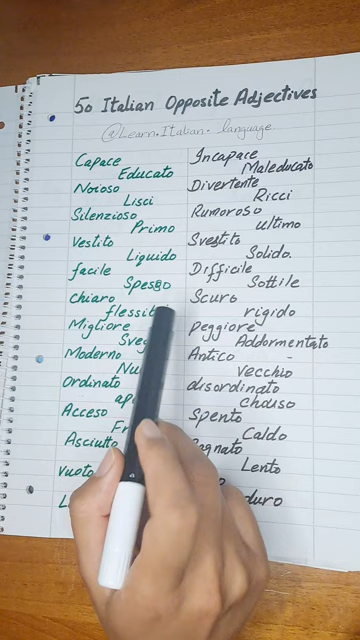 50 Italian Opposite Adjectives
@Learn.Italian.language
Capace Incapace
Educato Maleducato
Noioso Divertente
Lisci Ricci
Silenzioso Rumoroso
Primo ultimo
Vestito Svestito
Liquido Solido.
facile Difficile
Spesso Sottile
Chiaro Scuro
rigido
Migliore peggiore
Addormentato
Moderno Antico
Vecchio
Ordinato disordinato
Chouso
Acceso Spento
Caldo
Asciutto
Lento
Vuoto
duro